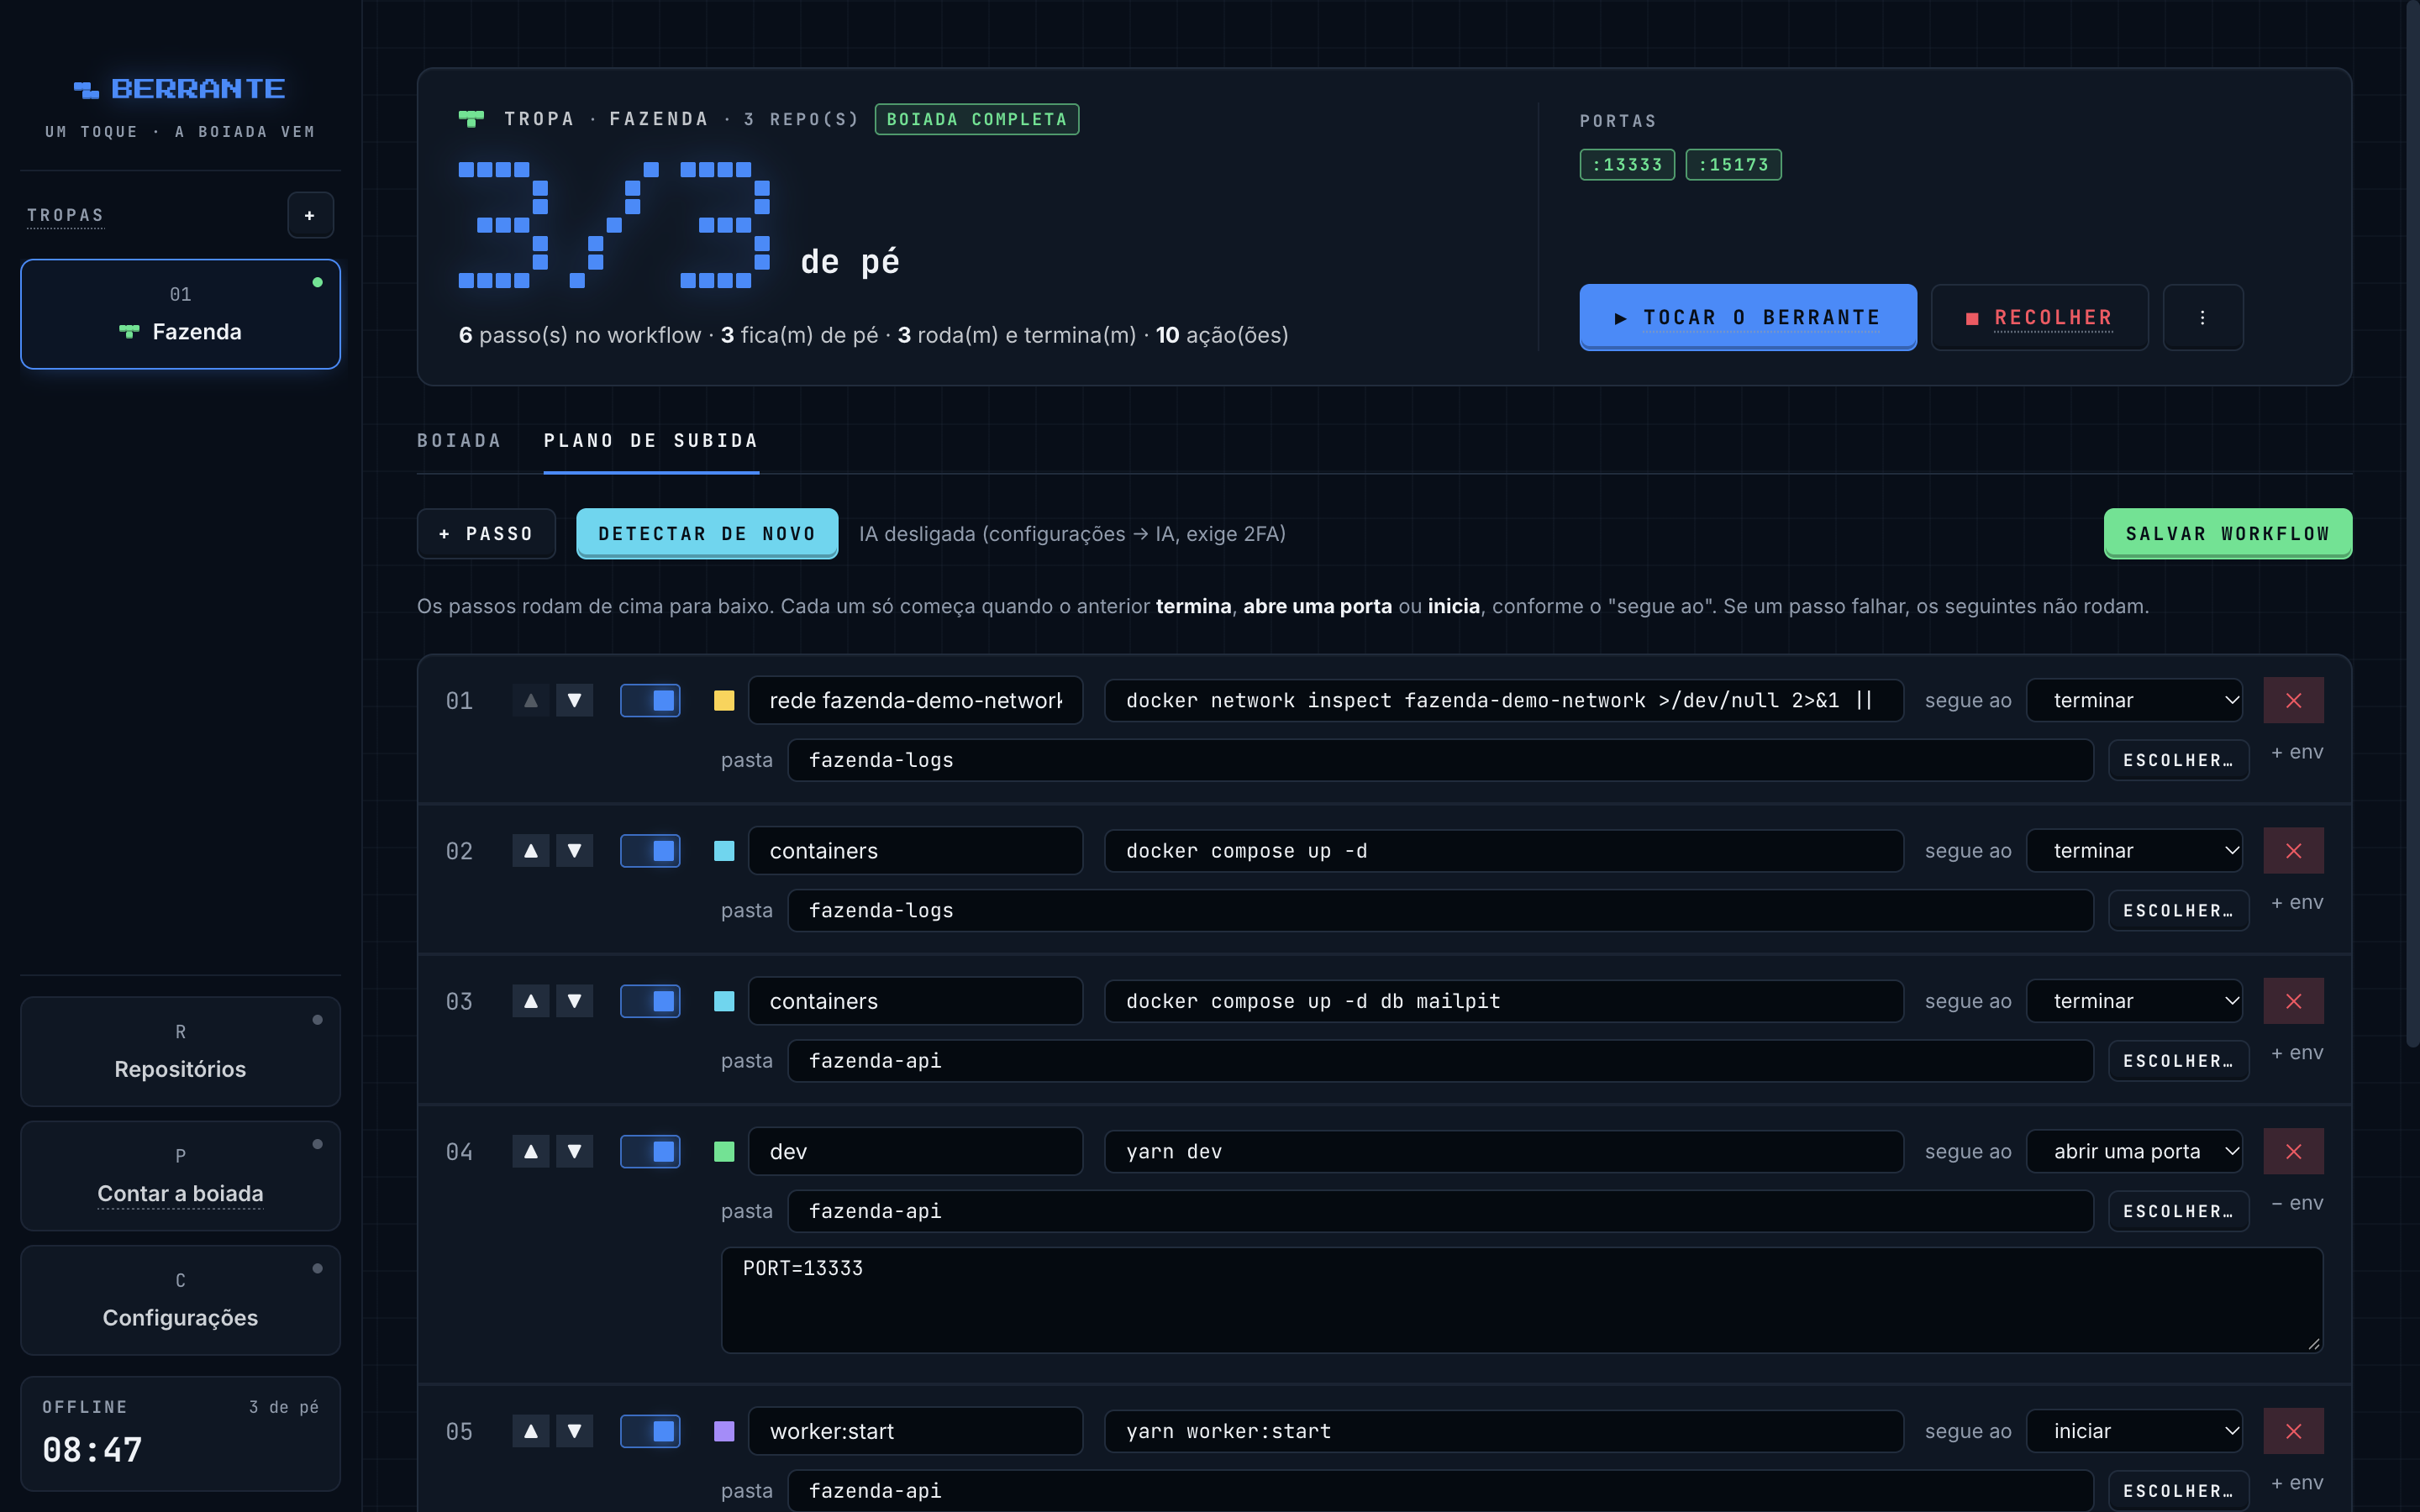 BERRANTE
UM TOQUE · A BOIADA VEM
TROPAS
+
01
Fazenda
R
Repositórios
P
Contar a boiada
C
Configurações
OFFLINE 3 de pé
08:47
TROPA · FAZENDA · 3 REPO(S) BOIADA COMPLETA
3/3 de pé
6 passo(s) no workflow · 3 fica(m) de pé · 3 roda(m) e termina(m) · 10 ação(ões)
PORTAS
:13333 :15173
▶ TOCAR O BERRANTE ■ RECOLHER ⋮
BOIADA PLANO DE SUBIDA
+ PASSO DETECTAR DE NOVO IA desligada (configurações → IA, exige 2FA) SALVAR WORKFLOW
Os passos rodam de cima para baixo. Cada um só começa quando o anterior termina, abre uma porta ou inicia, conforme o "segue ao". Se um passo falhar, os seguintes não rodam.
01 ▲ ▼ rede fazenda-demo-network docker network inspect fazenda-demo-network >/dev/null 2>&1 || segue ao terminar ×
pasta fazenda-logs ESCOLHER… + env
02 ▲ ▼ containers docker compose up -d segue ao terminar ×
pasta fazenda-logs ESCOLHER… + env
03 ▲ ▼ containers docker compose up -d db mailpit segue ao terminar ×
pasta fazenda-api ESCOLHER… + env
04 ▲ ▼ dev yarn dev segue ao abrir uma porta ×
pasta fazenda-api ESCOLHER… − env
PORT=13333
05 ▲ ▼ worker:start yarn worker:start segue ao iniciar ×
pasta fazenda-api ESCOLHER… + env